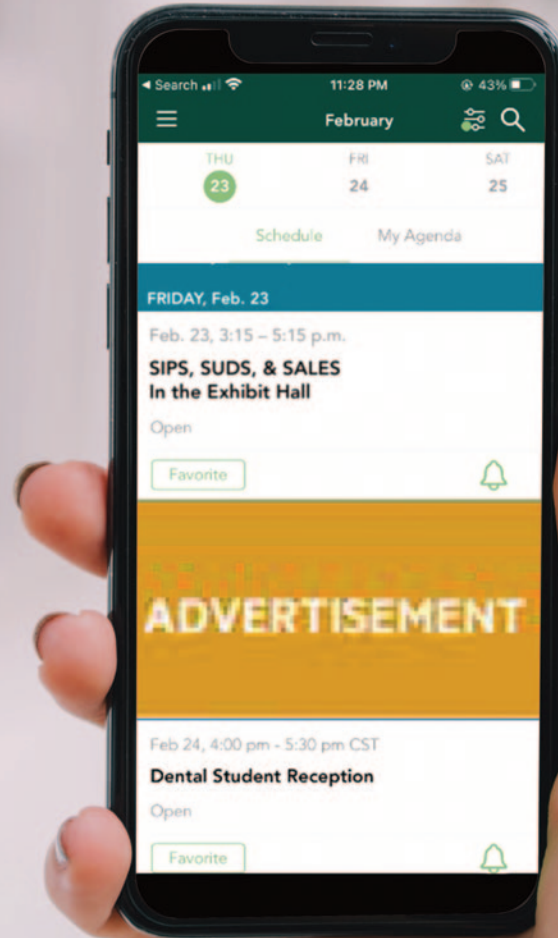 Search
11:28 PM
43%
February
THU
FRI
SAT
23
24
25
Schedule
My Agenda
FRIDAY, Feb. 23
Feb. 23, 3:15 – 5:15 p.m.
SIPS, SUDS, & SALES
In the Exhibit Hall
Open
Favorite
ADVERTISEMENT
Feb 24, 4:00 pm - 5:30 pm CST
Dental Student Reception
Open
Favorite